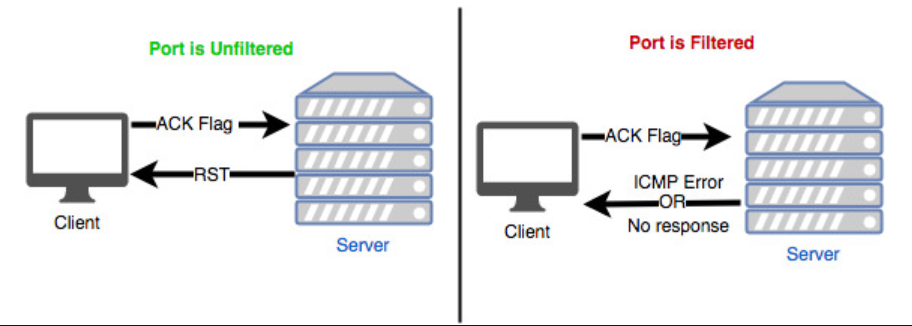 Port is Unfiltered
ACK Flag
RST
Client
Server
Port is Filtered
ACK Flag
ICMP Error
OR
No response
Client
Server